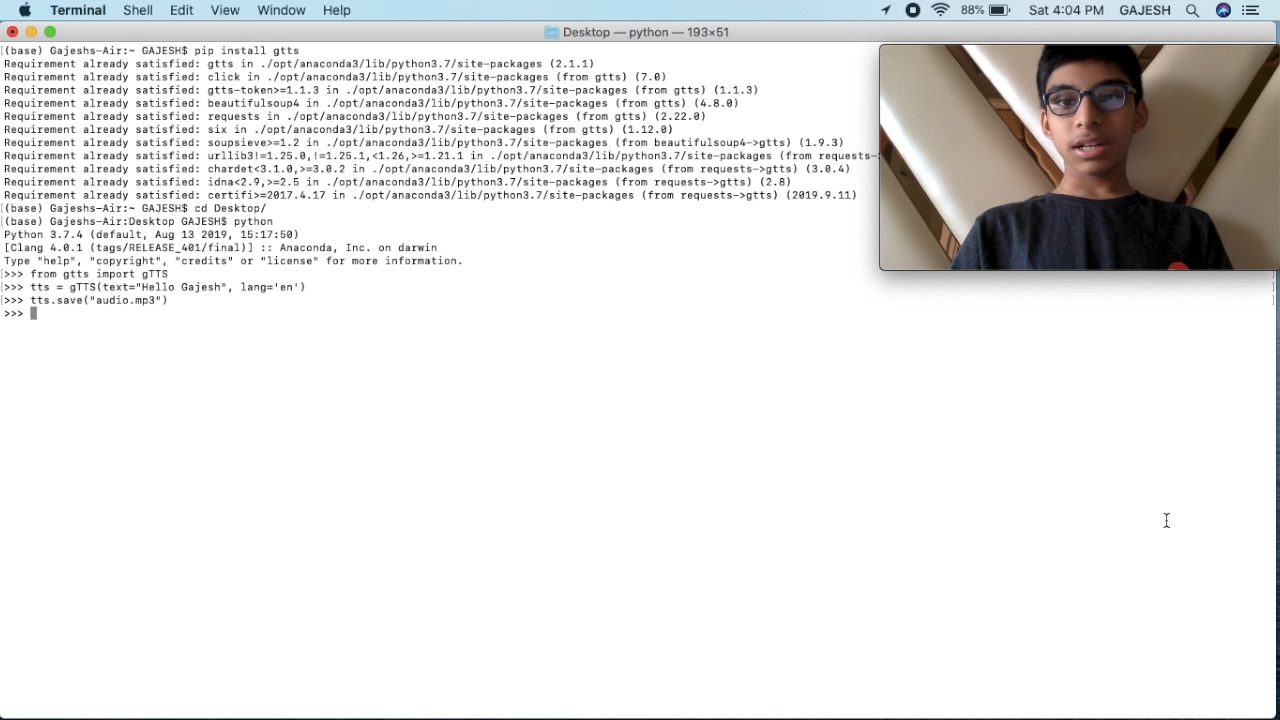 Terminal Shell Edit View Window Help 88% Sat 4:04 PM GAJESH
Desktop — python — 193×51
(base) Gajeshs-Air:~ GAJESH$ pip install gtts
Requirement already satisfied: gtts in ./opt/anaconda3/lib/python3.7/site-packages (2.1.1)
Requirement already satisfied: click in ./opt/anaconda3/lib/python3.7/site-packages (from gtts) (7.0)
Requirement already satisfied: gtts-token>=1.1.3 in ./opt/anaconda3/lib/python3.7/site-packages (from gtts) (1.1.3)
Requirement already satisfied: beautifulsoup4 in ./opt/anaconda3/lib/python3.7/site-packages (from gtts) (4.8.0)
Requirement already satisfied: requests in ./opt/anaconda3/lib/python3.7/site-packages (from gtts) (2.22.0)
Requirement already satisfied: six in ./opt/anaconda3/lib/python3.7/site-packages (from gtts) (1.12.0)
Requirement already satisfied: soupsieve>=1.2 in ./opt/anaconda3/lib/python3.7/site-packages (from beautifulsoup4->gtts) (1.9.3)
Requirement already satisfied: urllib3!=1.25.0,!=1.25.1,<1.26,>=1.21.1 in ./opt/anaconda3/lib/python3.7/site-packages (from requests-
Requirement already satisfied: chardet<3.1.0,>=3.0.2 in ./opt/anaconda3/lib/python3.7/site-packages (from requests->gtts) (3.0.4)
Requirement already satisfied: idna<2.9,>=2.5 in ./opt/anaconda3/lib/python3.7/site-packages (from requests->gtts) (2.8)
Requirement already satisfied: certifi>=2017.4.17 in ./opt/anaconda3/lib/python3.7/site-packages (from requests->gtts) (2019.9.11)
(base) Gajeshs-Air:~ GAJESH$ cd Desktop/
(base) Gajeshs-Air:Desktop GAJESH$ python
Python 3.7.4 (default, Aug 13 2019, 15:17:50)
[Clang 4.0.1 (tags/RELEASE_401/final)] :: Anaconda, Inc. on darwin
Type "help", "copyright", "credits" or "license" for more information.
>>> from gtts import gTTS
>>> tts = gTTS(text="Hello Gajesh", lang='en')
>>> tts.save("audio.mp3")
>>>